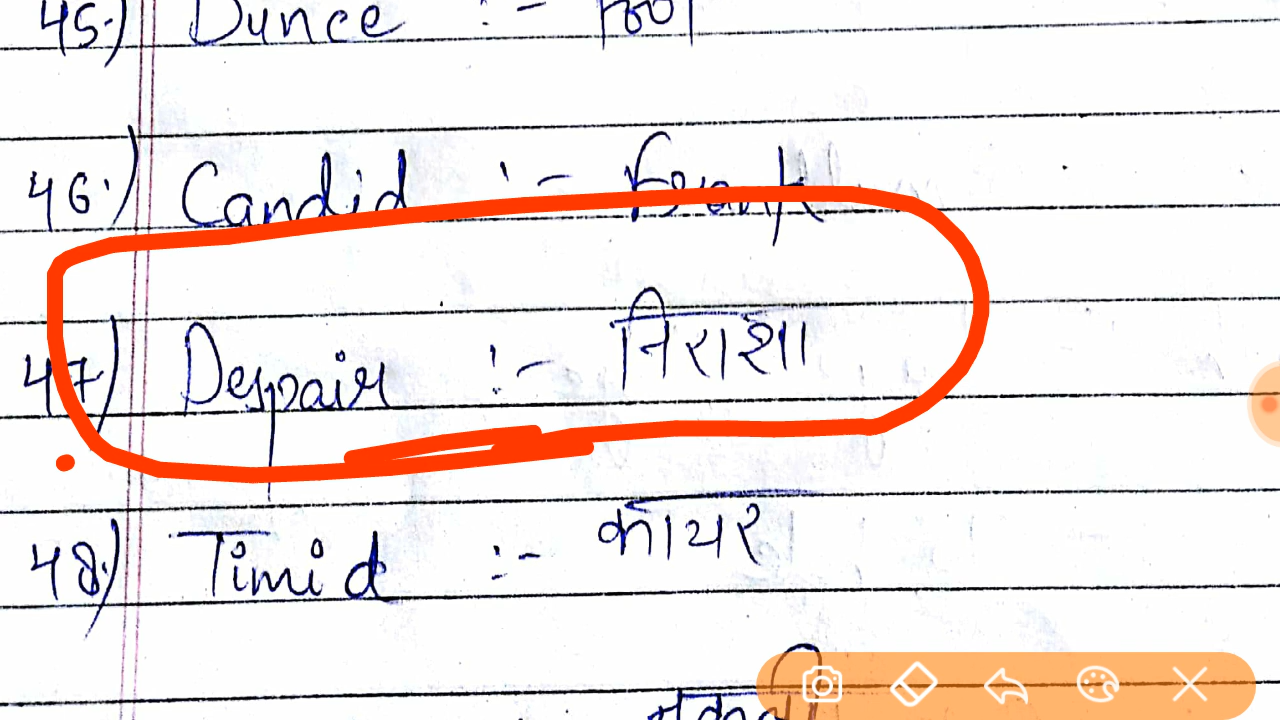 45.) Dunce :-
46.) Candid :- Frank
47) Despair :- निराशा
48.) Timid :- कायर